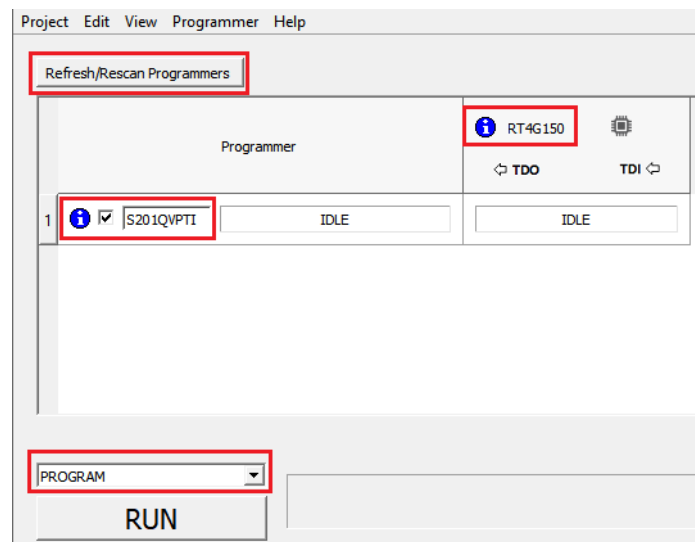 Project Edit View Programmer Help
Refresh/Rescan Programmers
Programmer
RT4G150
TDO TDI
1 S201QVPTI IDLE IDLE
PROGRAM
RUN